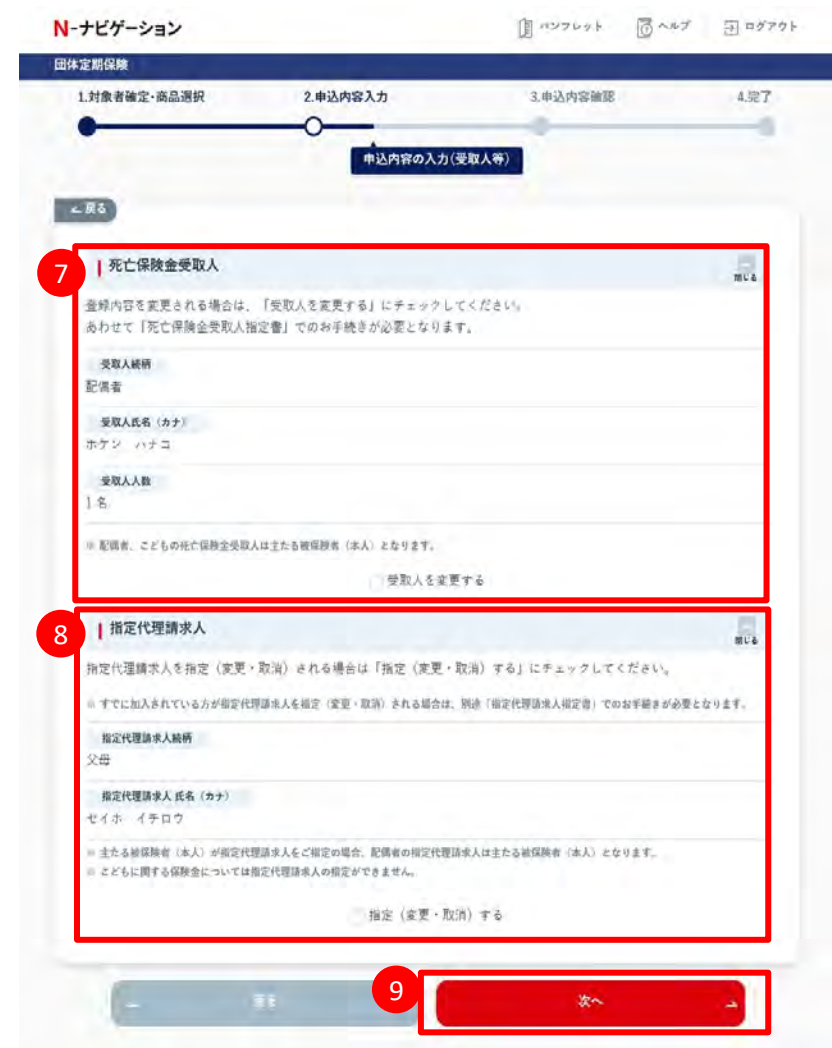 N-ナビゲーション
パンフレット ヘルプ ログアウト
団体定期保険
1.対象者確定・商品選択 2.申込内容入力 3.申込内容確認 4.完了
申込内容の入力(受取人等)
戻る
7
死亡保険金受取人
閉じる
登録内容を変更される場合は、「受取人を変更する」にチェックしてください。
あわせて「死亡保険金受取人指定書」でのお手続きが必要となります。
受取人続柄
配偶者
受取人氏名（カナ）
ホケン ハナコ
受取人人数
1名
※ 配偶者、こどもの死亡保険金受取人は主たる被保険者（本人）となります。
受取人を変更する
8
指定代理請求人
閉じる
指定代理請求人を指定（変更・取消）される場合は「指定（変更・取消）する」にチェックしてください。
※ すでに加入されている方が指定代理請求人を指定（変更・取消）される場合は、別途「指定代理請求人指定書」でのお手続きが必要となります。
指定代理請求人続柄
父母
指定代理請求人 氏名（カナ）
セイホ イチロウ
※ 主たる被保険者（本人）が指定代理請求人をご指定の場合、配偶者の指定代理請求人は主たる被保険者（本人）となります。
※ こどもに関する保険金については指定代理請求人の指定ができません。
指定（変更・取消）する
戻る
9
次へ